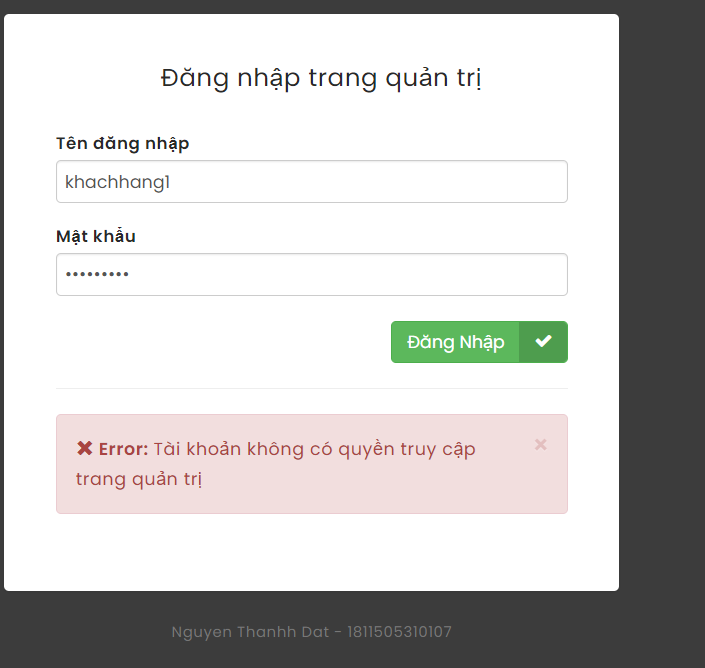 Đăng nhập trang quản trị
Tên đăng nhập
khachhang1
Mật khẩu
•••••••••
Đăng Nhập
Error: Tài khoản không có quyền truy cập
trang quản trị
Nguyen Thanhh Dat - 1811505310107